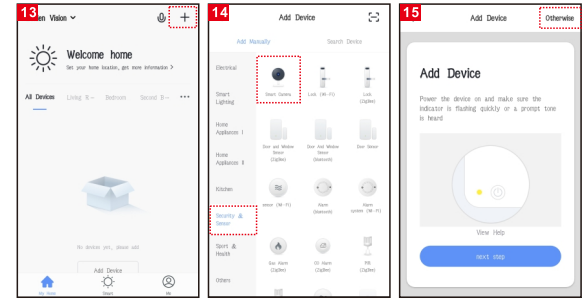 13
en Vision
Welcome home
Set your home location, get more information >
All Devices
Living R...
Bedroom
Second B...
No devices yes, please add
Add Device
My Home
Smart
Me
14
Add Device
Add Manually
Search Device
Electrical
Smart
Lighting
Home
Appliances I
Home
Appliances II
Kitchen
Security &
Sensor
Sport &
Health
Others
Smart Camera
Lock (Wi-Fi)
Lock
(ZigBee)
Door and Window
Sensor
(ZigBee)
Door And Window
Sensor
(bluetooth)
Door Sensor
Sensor (Wi-Fi)
Alarm
(bluetooth)
Alarm
system (Wi-Fi)
Gas Alarm
(ZigBee)
CO Alarm
(ZigBee)
(ZigBee)
15
Add Device
Otherwise
Add Device
Power the device on and make sure the
indicator is flashing quickly or a prompt tone
is heard
View Help
next step